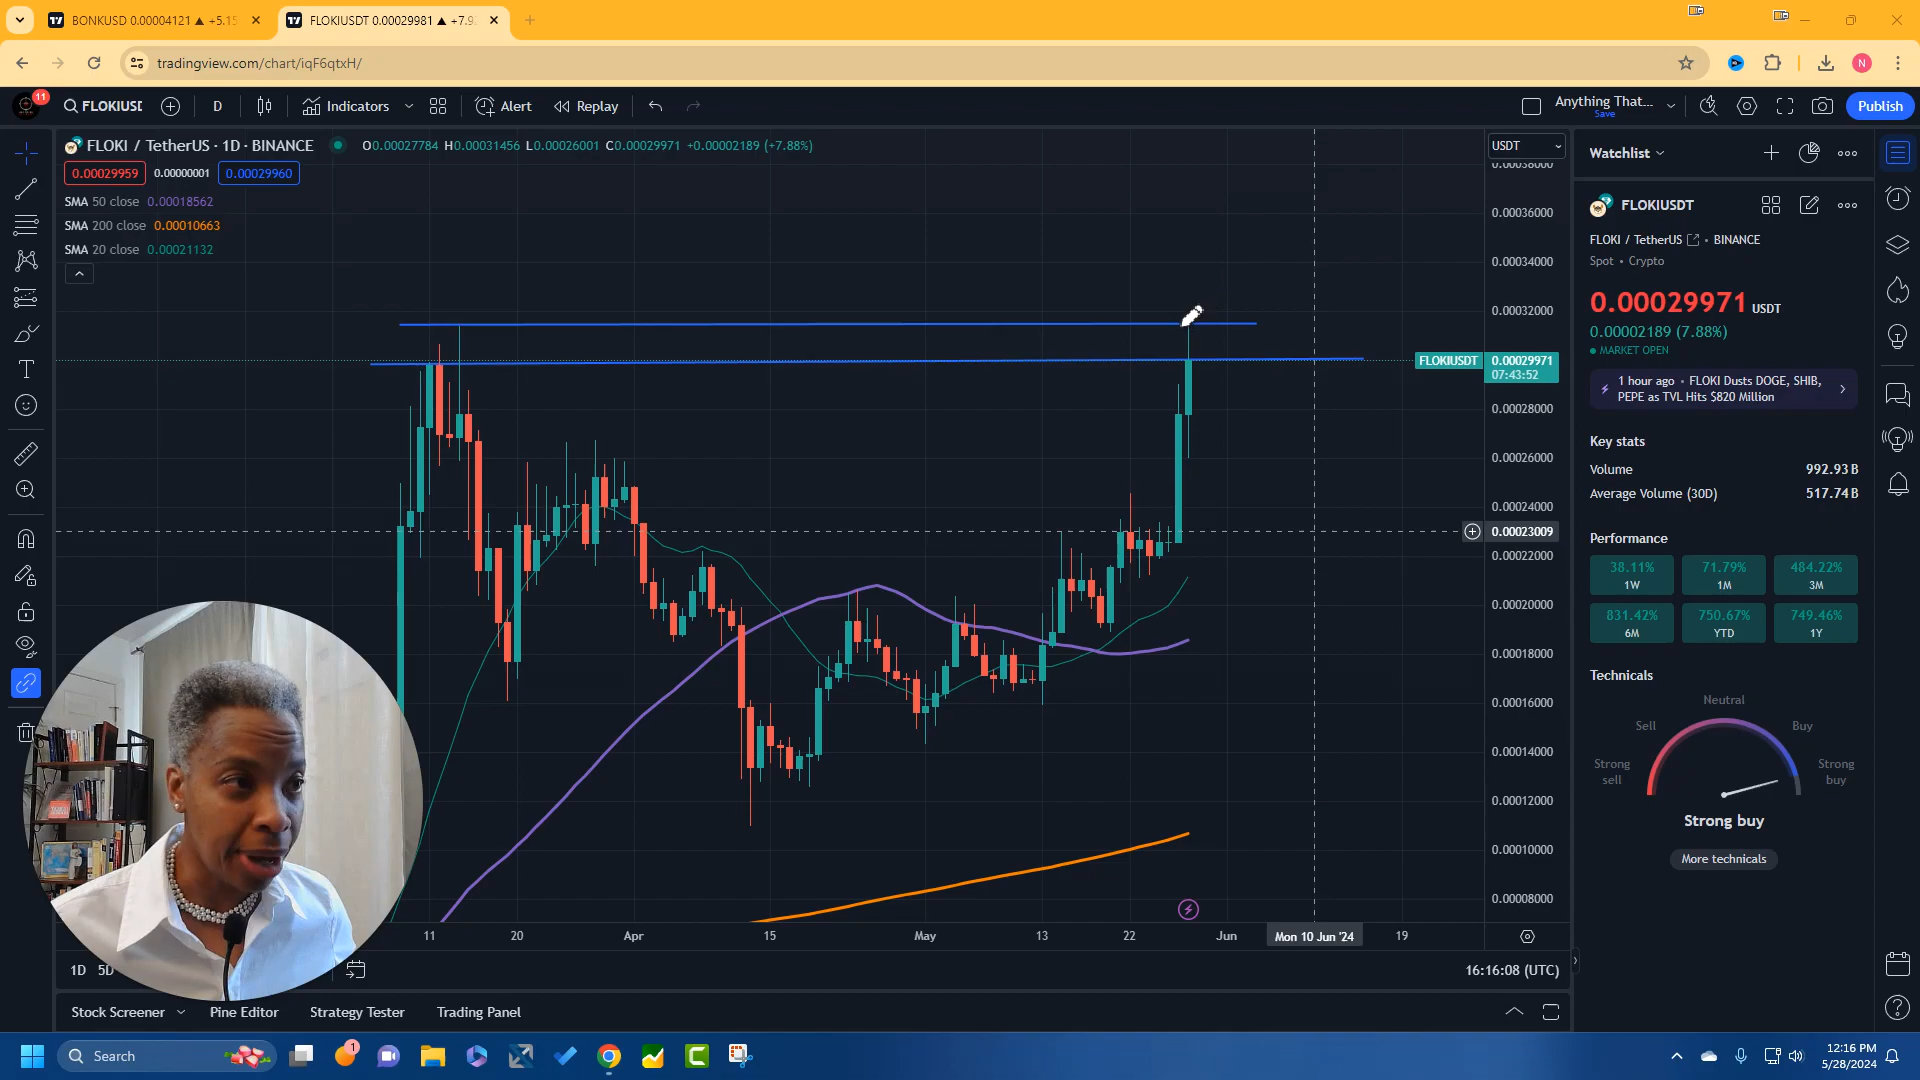 BONKUSD 0.00004121 ▲ +5.15
FLOKIUSDT 0.00029981 ▲ +7.92
tradingview.com/chart/iqF6qtxH/
11
FLOKIUSI
D
Indicators
Alert
Replay
Anything That...
Save
Publish
FLOKI / TetherUS · 1D · BINANCE
O0.00027784 H0.00031456 L0.00026001 C0.00029971 +0.00002189 (+7.88%)
0.00029959
0.00000001
0.00029960
SMA 50 close 0.00018562
SMA 200 close 0.00010663
SMA 20 close 0.00021132
USDT
0.00038000
0.00036000
0.00034000
0.00032000
FLOKIUSDT
0.00029971
07:43:52
0.00028000
0.00026000
0.00024000
0.00023009
0.00022000
0.00020000
0.00018000
0.00016000
0.00014000
0.00012000
0.00010000
0.00008000
11
20
Apr
15
May
13
22
Jun
Mon 10 Jun '24
19
1D
5D
16:16:08 (UTC)
Stock Screener
Pine Editor
Strategy Tester
Trading Panel
Watchlist
FLOKIUSDT
FLOKI / TetherUS • BINANCE
Spot • Crypto
0.00029971 USDT
0.00002189 (7.88%)
MARKET OPEN
1 hour ago • FLOKI Dusts DOGE, SHIB,
PEPE as TVL Hits $820 Million
Key stats
Volume 992.93B
Average Volume (30D) 517.74B
Performance
38.11%
1W
71.79%
1M
484.22%
3M
831.42%
6M
750.67%
YTD
749.46%
1Y
Technicals
Neutral
Sell
Buy
Strong
sell
Strong
buy
Strong buy
More technicals
N
Search
1
12:16 PM
5/28/2024